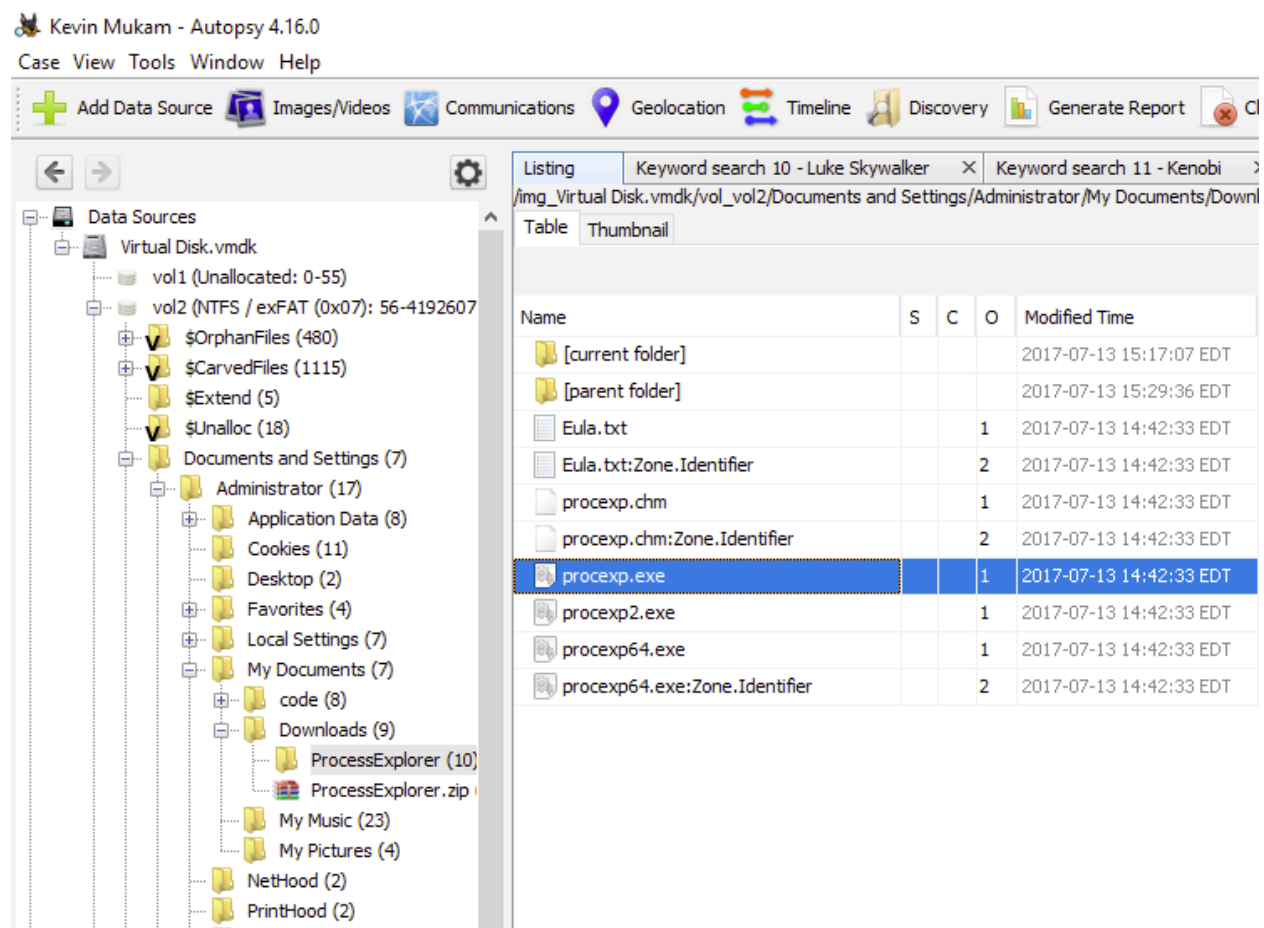 Kevin Mukam - Autopsy 4.16.0
Case View Tools Window Help
Add Data Source Images/Videos Communications Geolocation Timeline Discovery Generate Report Cl
Data Sources
Virtual Disk.vmdk
vol1 (Unallocated: 0-55)
vol2 (NTFS / exFAT (0x07): 56-4192607
$OrphanFiles (480)
$CarvedFiles (1115)
$Extend (5)
$Unalloc (18)
Documents and Settings (7)
Administrator (17)
Application Data (8)
Cookies (11)
Desktop (2)
Favorites (4)
Local Settings (7)
My Documents (7)
code (8)
Downloads (9)
ProcessExplorer (10)
ProcessExplorer.zip
My Music (23)
My Pictures (4)
NetHood (2)
PrintHood (2)
Listing Keyword search 10 - Luke Skywalker Keyword search 11 - Kenobi
/img_Virtual Disk.vmdk/vol_vol2/Documents and Settings/Administrator/My Documents/Downl
Table Thumbnail
Name S C O Modified Time
[current folder] 2017-07-13 15:17:07 EDT
[parent folder] 2017-07-13 15:29:36 EDT
Eula.txt 1 2017-07-13 14:42:33 EDT
Eula.txt:Zone.Identifier 2 2017-07-13 14:42:33 EDT
procexp.chm 1 2017-07-13 14:42:33 EDT
procexp.chm:Zone.Identifier 2 2017-07-13 14:42:33 EDT
procexp.exe 1 2017-07-13 14:42:33 EDT
procexp2.exe 1 2017-07-13 14:42:33 EDT
procexp64.exe 1 2017-07-13 14:42:33 EDT
procexp64.exe:Zone.Identifier 2 2017-07-13 14:42:33 EDT